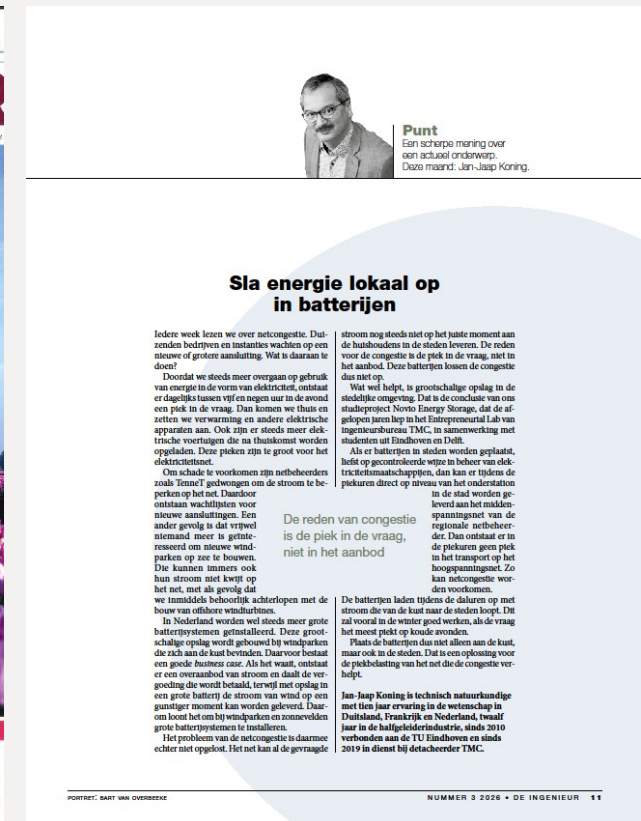 Punt
Een scherpe mening over
een actueel onderwerp.
Deze maand: Jan-Jaap Koning.
Sla energie lokaal op
in batterijen
Iedere week lezen we over netcongestie. Dui-
zenden bedrijven en instanties wachten op een
nieuwe of grotere aansluiting. Wat is daaraan te
doen?
Doordat we steeds meer overgaan op gebruik
van energie in de vorm van elektriciteit, ontstaat
er dagelijks tussen vijf en negen uur in de avond
een piek in de vraag. Dan komen we thuis en
zetten we verwarming en andere elektrische
apparaten aan. Ook zijn er steeds meer elek-
trische voertuigen die na thuiskomst worden
opgeladen. Deze pieken zijn te groot voor het
elektriciteitsnet.
Om schade te voorkomen zijn netbeheerders
zoals TenneT gedwongen om de stroom te be-
perken op het net. Daardoor
ontstaan wachtlijsten voor
nieuwe aansluitingen. Een
ander gevolg is dat vrijwel
niemand meer is geïnte-
resseerd om nieuwe wind-
parken op zee te bouwen.
Die kunnen immers ook
hun stroom niet kwijt op
het net, met als gevolg dat
we inmiddels behoorlijk achterlopen met de
bouw van offshore windturbines.
In Nederland worden wel steeds meer grote
batterijsystemen geïnstalleerd. Deze groot-
schalige opslag wordt gebouwd bij windparken
die zich aan de kust bevinden. Daarvoor bestaat
een goede business case. Als het waait, ontstaat
er een overaanbod van stroom en daalt de ver-
goeding die wordt betaald, terwijl met opslag in
een grote batterij de stroom van wind op een
gunstiger moment kan worden geleverd. Daar-
om loont het om bij windparken en zonnevelden
grote batterijsystemen te installeren.
Het probleem van de netcongestie is daarmee
echter niet opgelost. Het net kan al de gevraagde
De reden van congestie
is de piek in de vraag,
niet in het aanbod
stroom nog steeds niet op het juiste moment aan
de huishoudens in de steden leveren. De reden
voor de congestie is de piek in de vraag, niet in
het aanbod. Deze batterijen lossen de congestie
dus niet op.
Wat wel helpt, is grootschalige opslag in de
stedelijke omgeving. Dat is de conclusie van ons
studieproject Novio Energy Storage, dat de af-
gelopen jaren liep in het Entrepreneurial Lab van
ingenieursbureau TMC, in samenwerking met
studenten uit Eindhoven en Delft.
Als er batterijen in steden worden geplaatst,
liefst op gecontroleerde wijze in beheer van elek-
triciteitsmaatschappijen, dan kan er tijdens de
piekuren direct op niveau van het onderstation
in de stad worden ge-
leverd aan het midden-
spanningsnet van de
regionale netbeheer-
der. Dan ontstaat er in
de piekuren geen piek
in het transport op het
hoogspanningsnet. Zo
kan netcongestie wor-
den voorkomen.
De batterijen laden tijdens de daluren op met
stroom die van de kust naar de steden loopt. Dit
zal vooral in de winter goed werken, als de vraag
het meest piekt op koude avonden.
Plaats de batterijen dus niet alleen aan de kust,
maar ook in de steden. Dat is een oplossing voor
de piekbelasting van het net die de congestie ver-
helpt.
Jan-Jaap Koning is technisch natuurkundige
met tien jaar ervaring in de wetenschap in
Duitsland, Frankrijk en Nederland, twaalf
jaar in de halfgeleiderindustrie, sinds 2010
verbonden aan de TU Eindhoven en sinds
2019 in dienst bij detacheerder TMC.
PORTRET: BART VAN OVERBEEKE
NUMMER 3 2026 • DE INGENIEUR 11